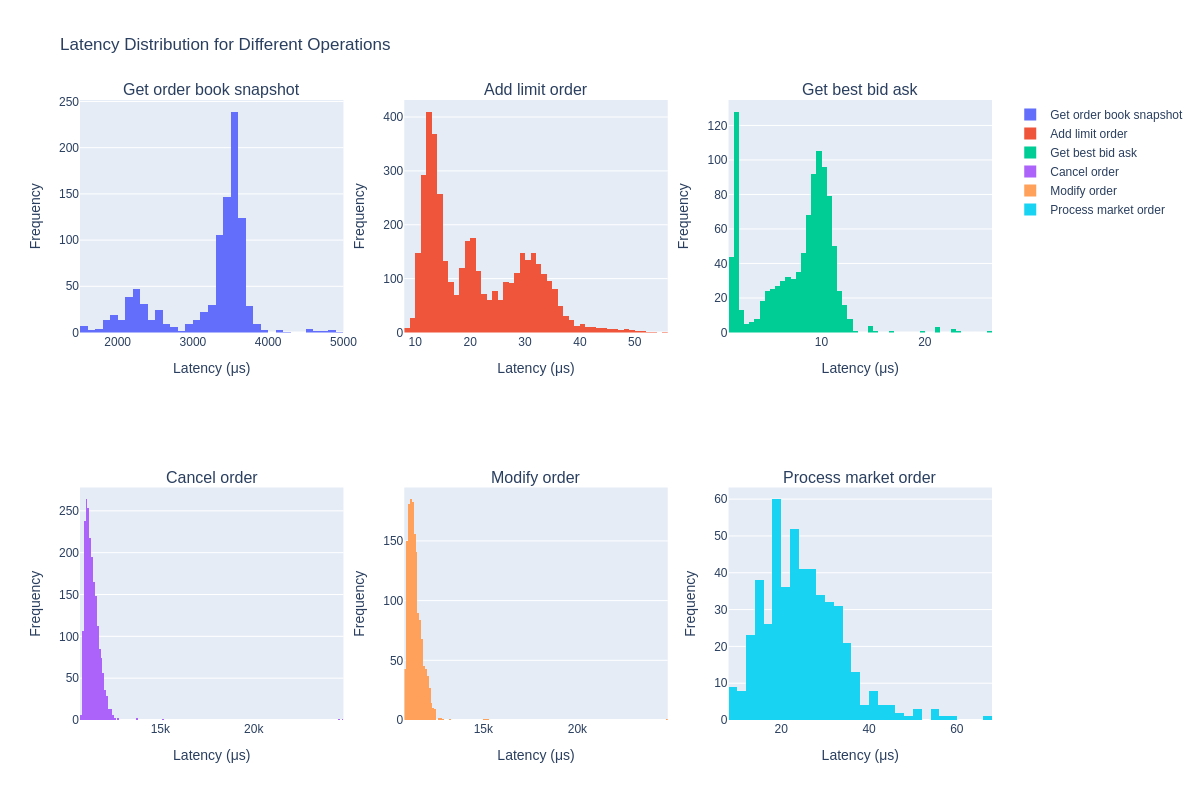 Latency Distribution for Different Operations
Get order book snapshot
Add limit order
Get best bid ask
250
200
150
100
50
0
Frequency
2000
3000
4000
5000
Latency (μs)
400
300
200
100
0
Frequency
10
20
30
40
50
Latency (μs)
120
100
80
60
40
20
0
Frequency
10
20
Latency (μs)
Get order book snapshot
Add limit order
Get best bid ask
Cancel order
Modify order
Process market order
Cancel order
Modify order
Process market order
250
200
150
100
50
0
Frequency
15k
20k
Latency (μs)
150
100
50
0
Frequency
15k
20k
Latency (μs)
60
50
40
30
20
10
0
Frequency
20
40
60
Latency (μs)